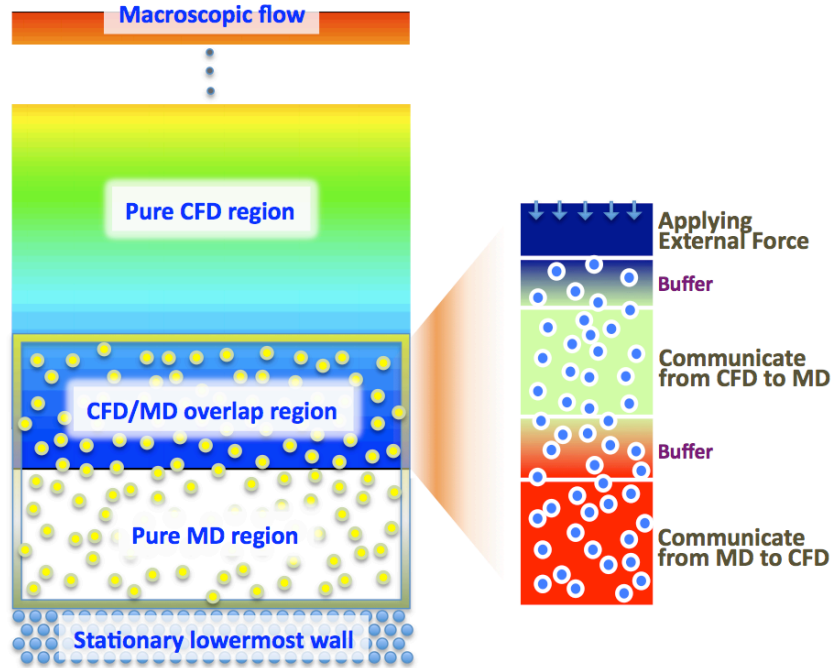 Macroscopic flow
Pure CFD region
CFD/MD overlap region
Pure MD region
Stationary lowermost wall
Applying
External Force
Buffer
Communicate
from CFD to MD
Buffer
Communicate
from MD to CFD